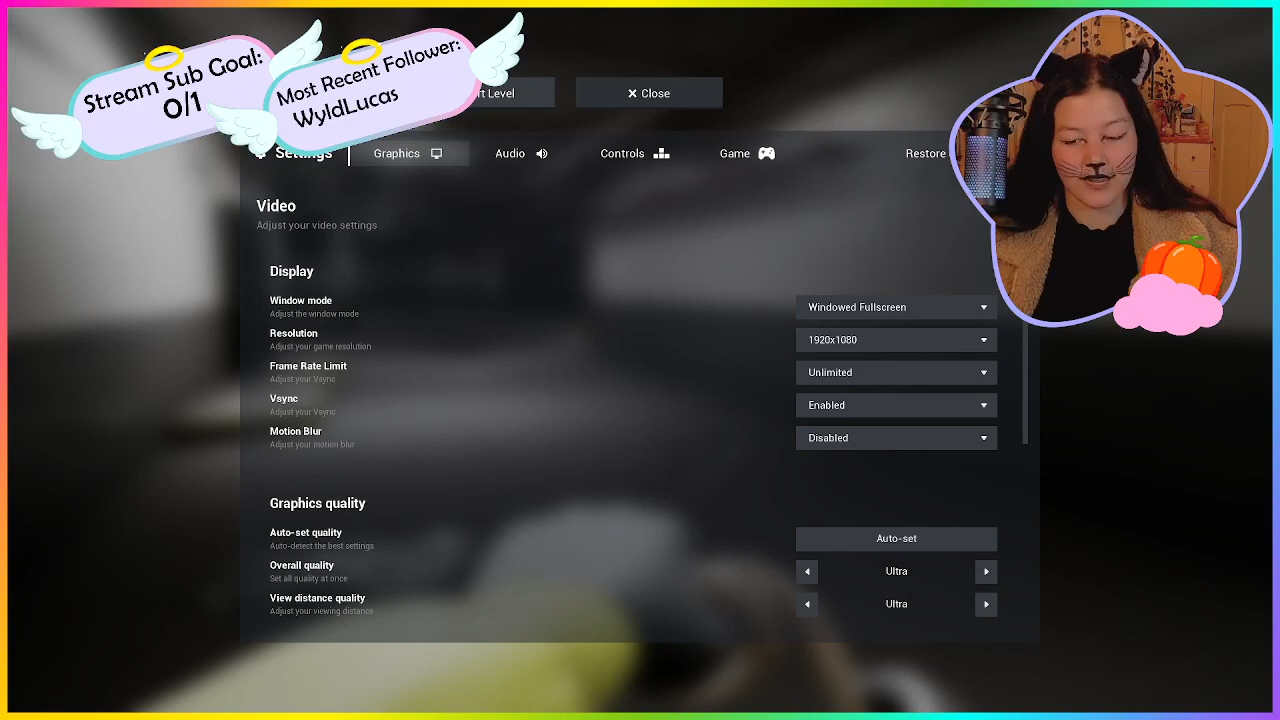 Stream Sub Goal:
0/1
Most Recent Follower:
WyldLucas
rt Level
Close
Settings
Graphics
Audio
Controls
Game
Restore
Video
Adjust your video settings
Display
Window mode
Adjust the window mode
Windowed Fullscreen
Resolution
Adjust your game resolution
1920x1080
Frame Rate Limit
Adjust your Vsync
Unlimited
Vsync
Adjust your Vsync
Enabled
Motion Blur
Adjust your motion blur
Disabled
Graphics quality
Auto-set quality
Auto-detect the best settings
Auto-set
Overall quality
Set all quality at once
Ultra
View distance quality
Adjust your viewing distance
Ultra